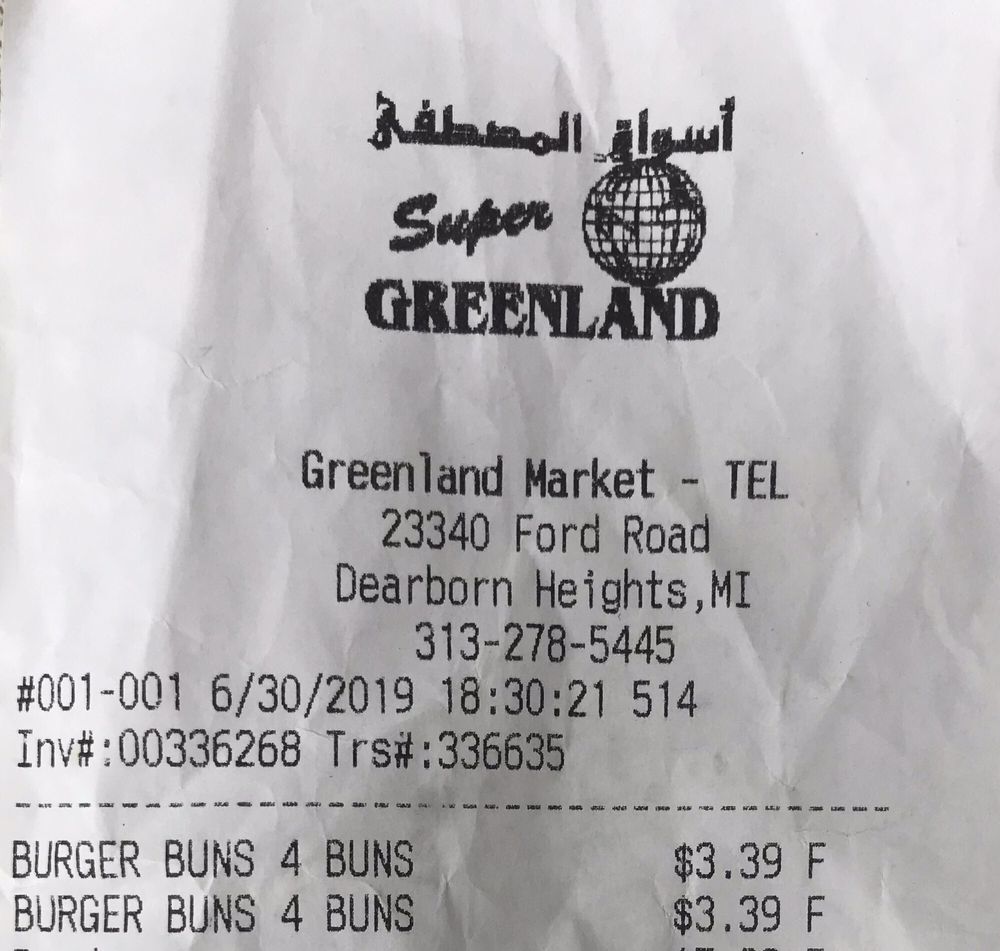 أسواق المصطفى
Super
GREENLAND
Greenland Market - TEL
23340 Ford Road
Dearborn Heights,MI
313-278-5445
#001-001 6/30/2019 18:30:21 514
Inv#:00336268 Trs#:336635
BURGER BUNS 4 BUNS $3.39 F
BURGER BUNS 4 BUNS $3.39 F